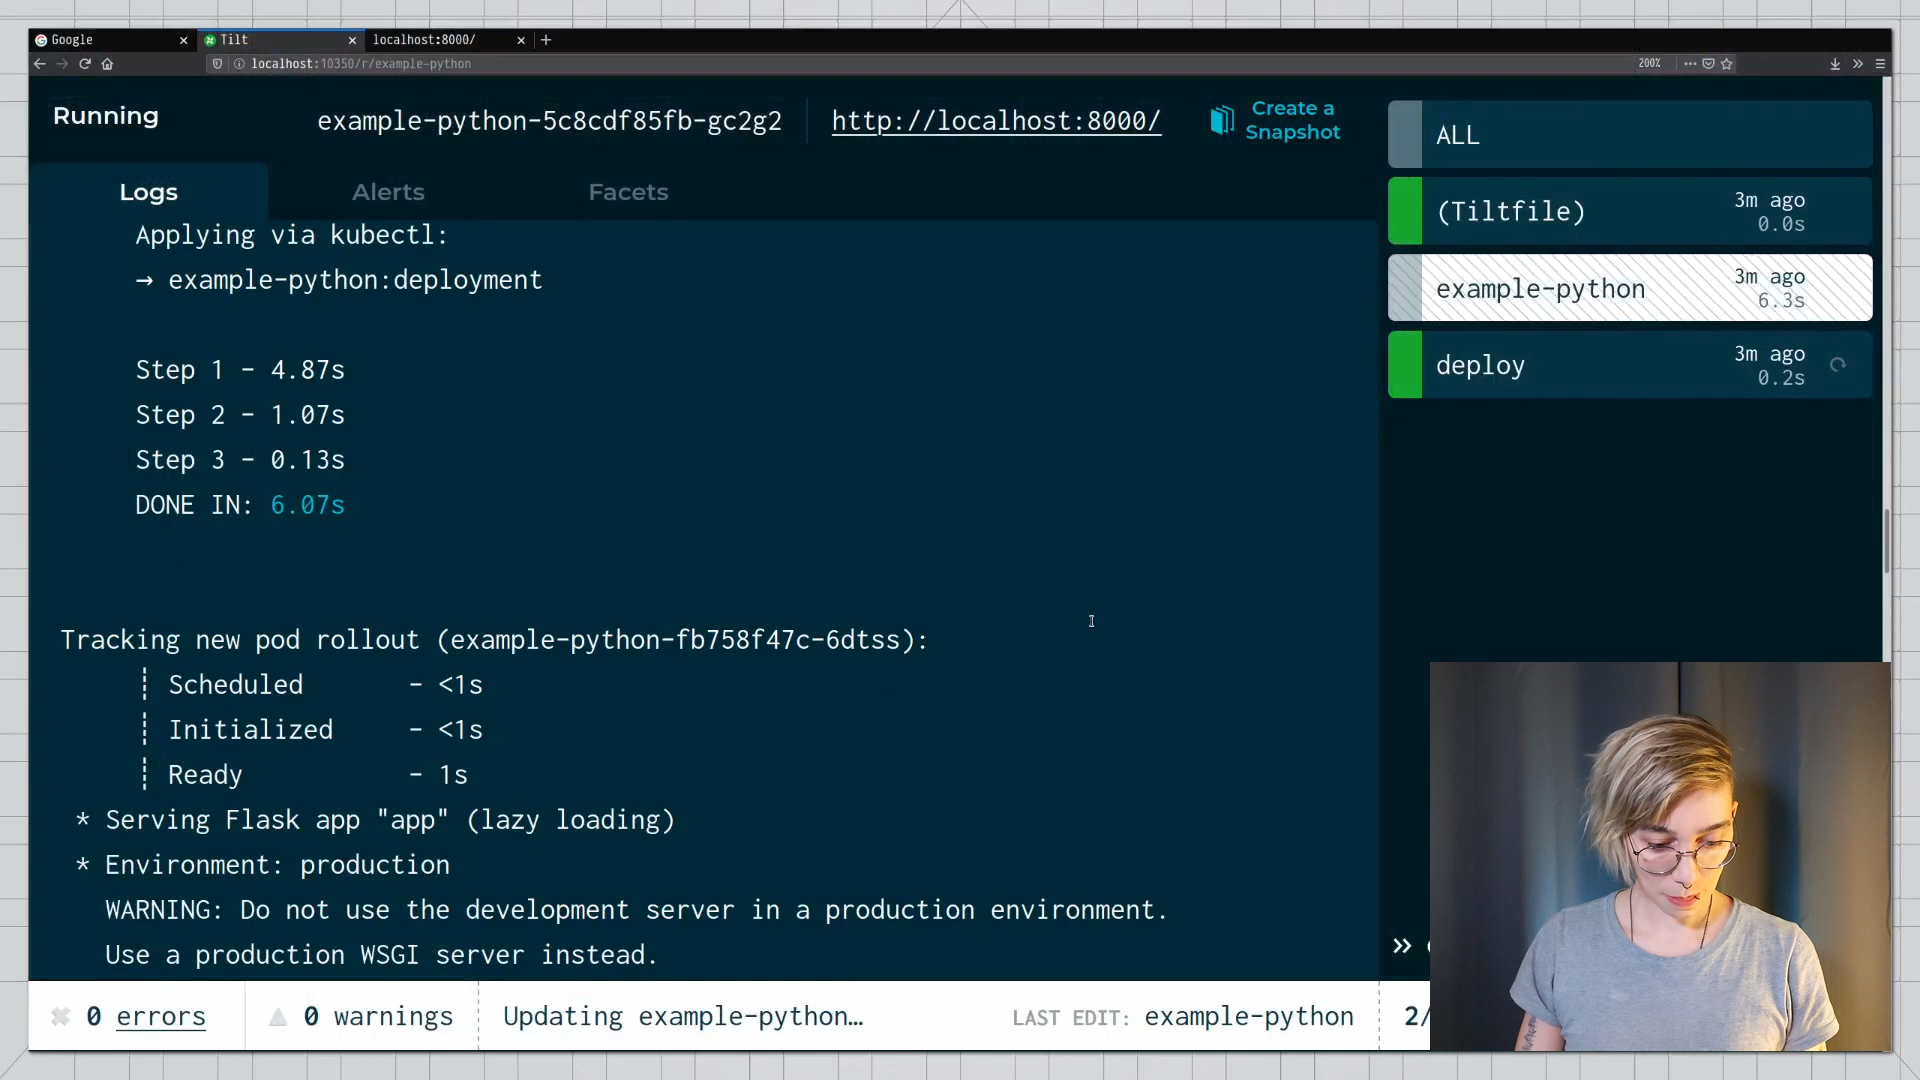 Google
Tilt
localhost:8000/
localhost:10350/r/example-python
200%
Running
example-python-5c8cdf85fb-gc2g2
http://localhost:8000/
Create a
Snapshot
Logs
Alerts
Facets
Applying via kubectl:
→ example-python:deployment
Step 1 - 4.87s
Step 2 - 1.07s
Step 3 - 0.13s
DONE IN: 6.07s
Tracking new pod rollout (example-python-fb758f47c-6dtss):
┊ Scheduled - <1s
┊ Initialized - <1s
┊ Ready - 1s
* Serving Flask app "app" (lazy loading)
* Environment: production
WARNING: Do not use the development server in a production environment.
Use a production WSGI server instead.
ALL
(Tiltfile)
3m ago
0.0s
example-python
3m ago
6.3s
deploy
3m ago
0.2s
0 errors
0 warnings
Updating example-python…
LAST EDIT: example-python
2/